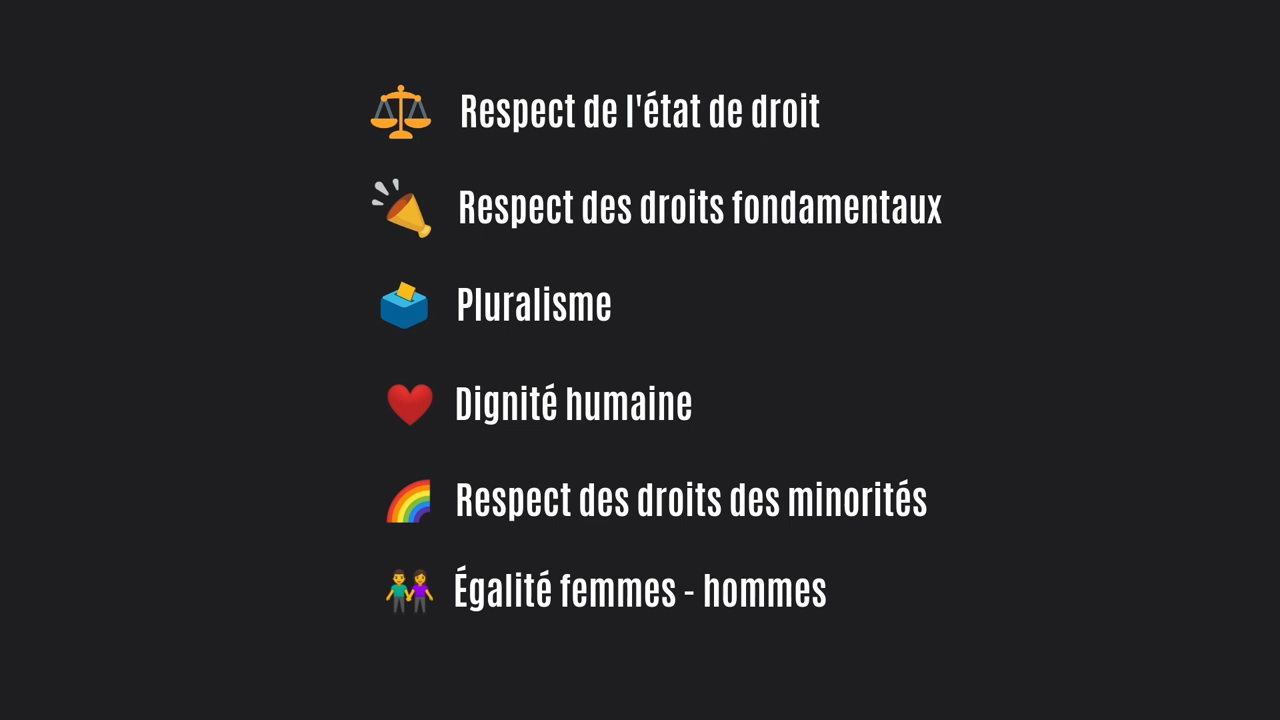 Respect de l'état de droit
Respect des droits fondamentaux
Pluralisme
Dignité humaine
Respect des droits des minorités
Égalité femmes - hommes